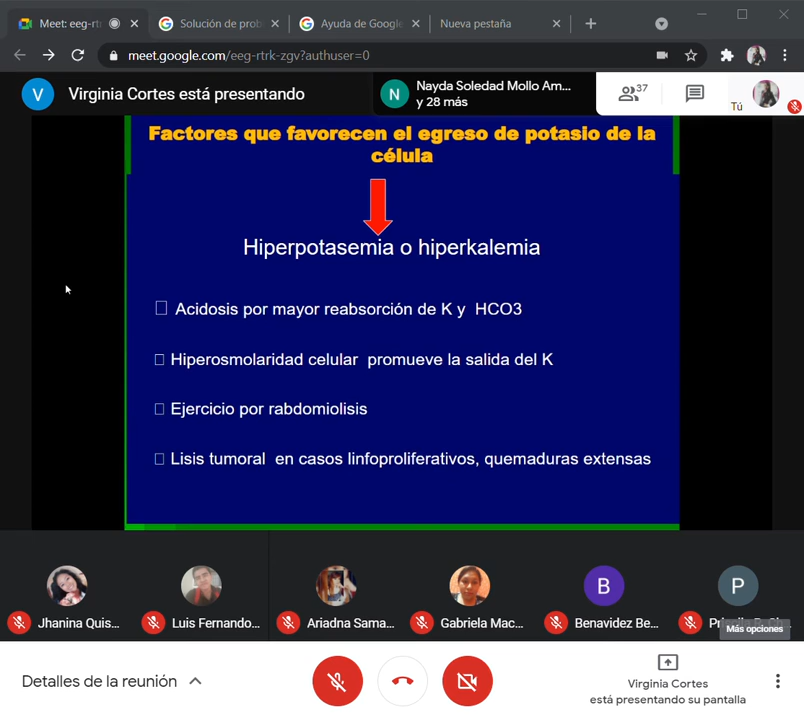 Meet: eeg-rt
Solución de prob
Ayuda de Google
Nueva pestaña
meet.google.com/eeg-rtrk-zgv?authuser=0
V
Virginia Cortes está presentando
N
Nayda Soledad Mollo Am...
y 28 más
37
Tú
Factores que favorecen el egreso de potasio de la
célula
Hiperpotasemia o hiperkalemia
Acidosis por mayor reabsorción de K y HCO3
Hiperosmolaridad celular promueve la salida del K
Ejercicio por rabdomiolisis
Lisis tumoral en casos linfoproliferativos, quemaduras extensas
B
P
Jhanina Quis...
Luis Fernando...
Ariadna Sama...
Gabriela Mac...
Benavidez Be...
Más opciones
Detalles de la reunión
Virginia Cortes
está presentando su pantalla